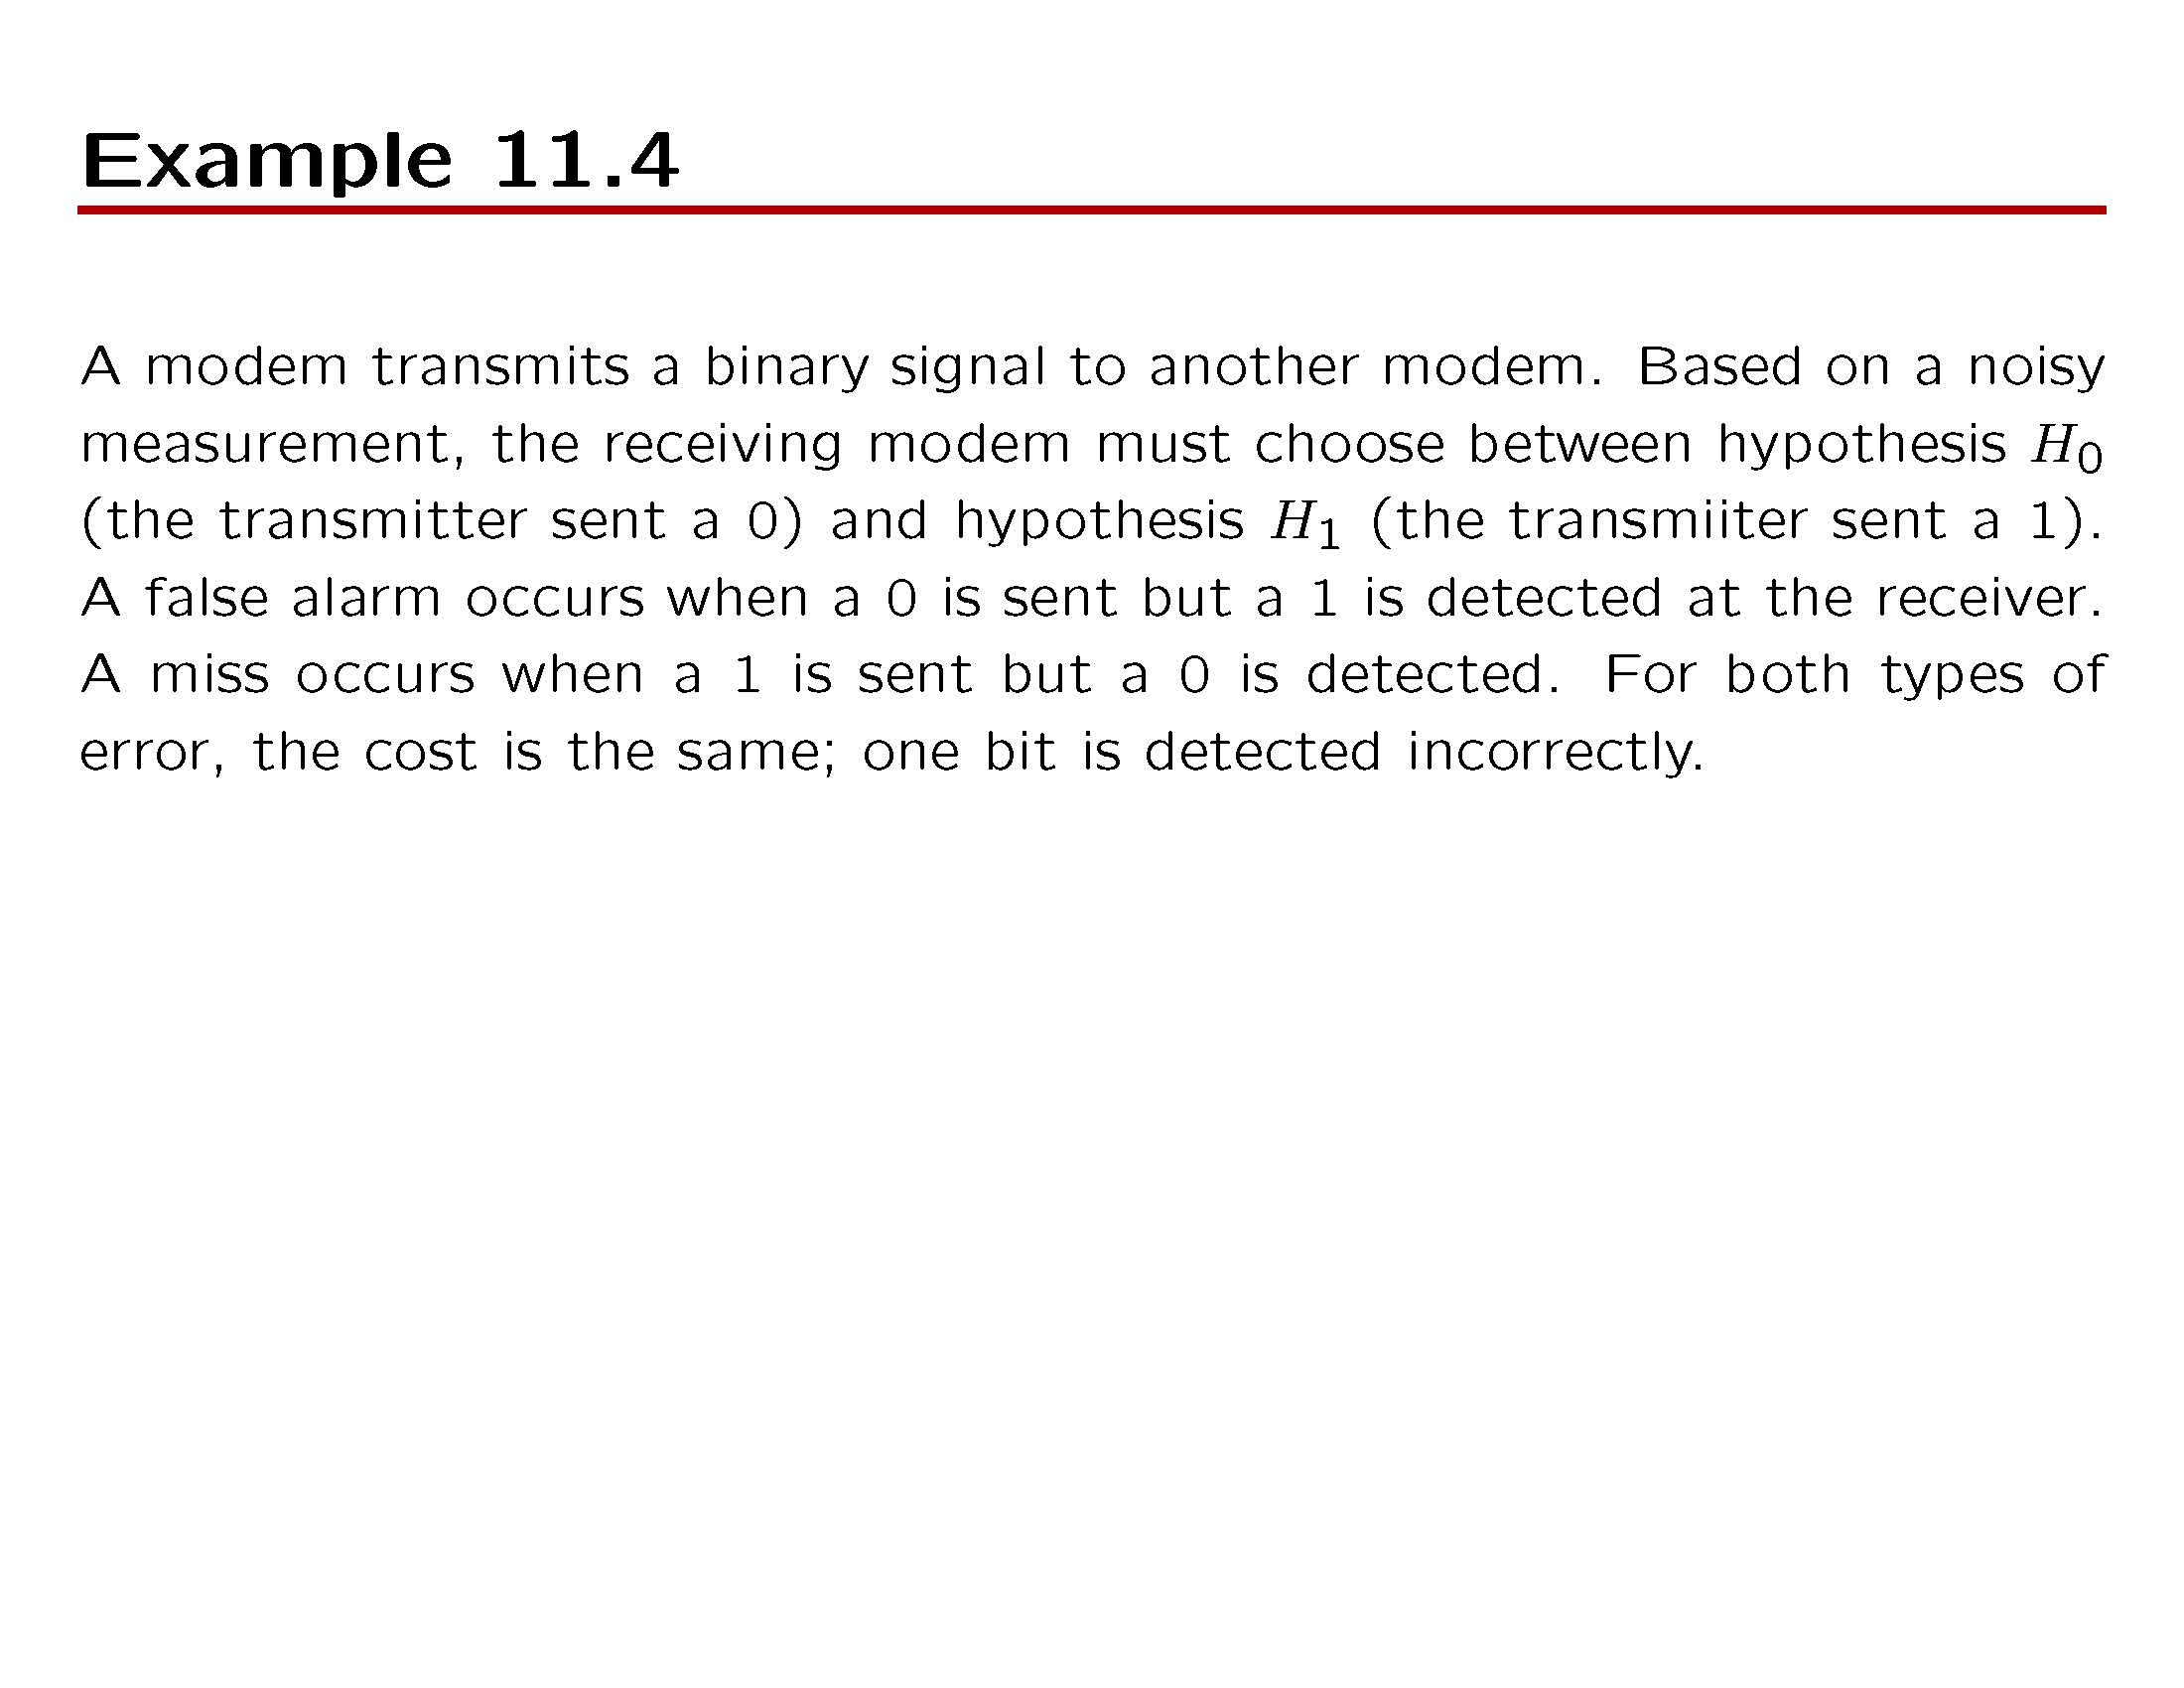 Example 11.4
A modem transmits a binary signal to another modem. Based on a noisy
measurement, the receiving modem must choose between hypothesis H₀
(the transmitter sent a 0) and hypothesis H₁ (the transmiiter sent a 1).
A false alarm occurs when a 0 is sent but a 1 is detected at the receiver.
A miss occurs when a 1 is sent but a 0 is detected. For both types of
error, the cost is the same; one bit is detected incorrectly.